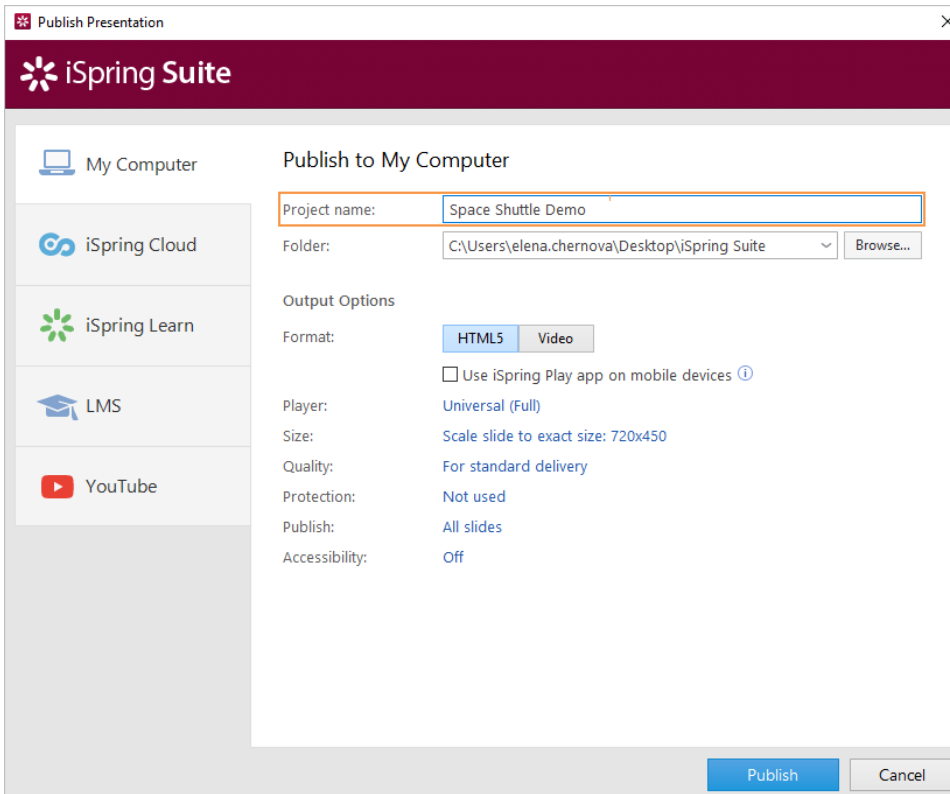 Publish Presentation
iSpring Suite
My Computer
iSpring Cloud
iSpring Learn
LMS
YouTube
Publish to My Computer
Project name: Space Shuttle Demo
Folder: C:\Users\elena.chernova\Desktop\iSpring Suite Browse...
Output Options
Format: HTML5 Video
Use iSpring Play app on mobile devices
Player: Universal (Full)
Size: Scale slide to exact size: 720x450
Quality: For standard delivery
Protection: Not used
Publish: All slides
Accessibility: Off
Publish Cancel